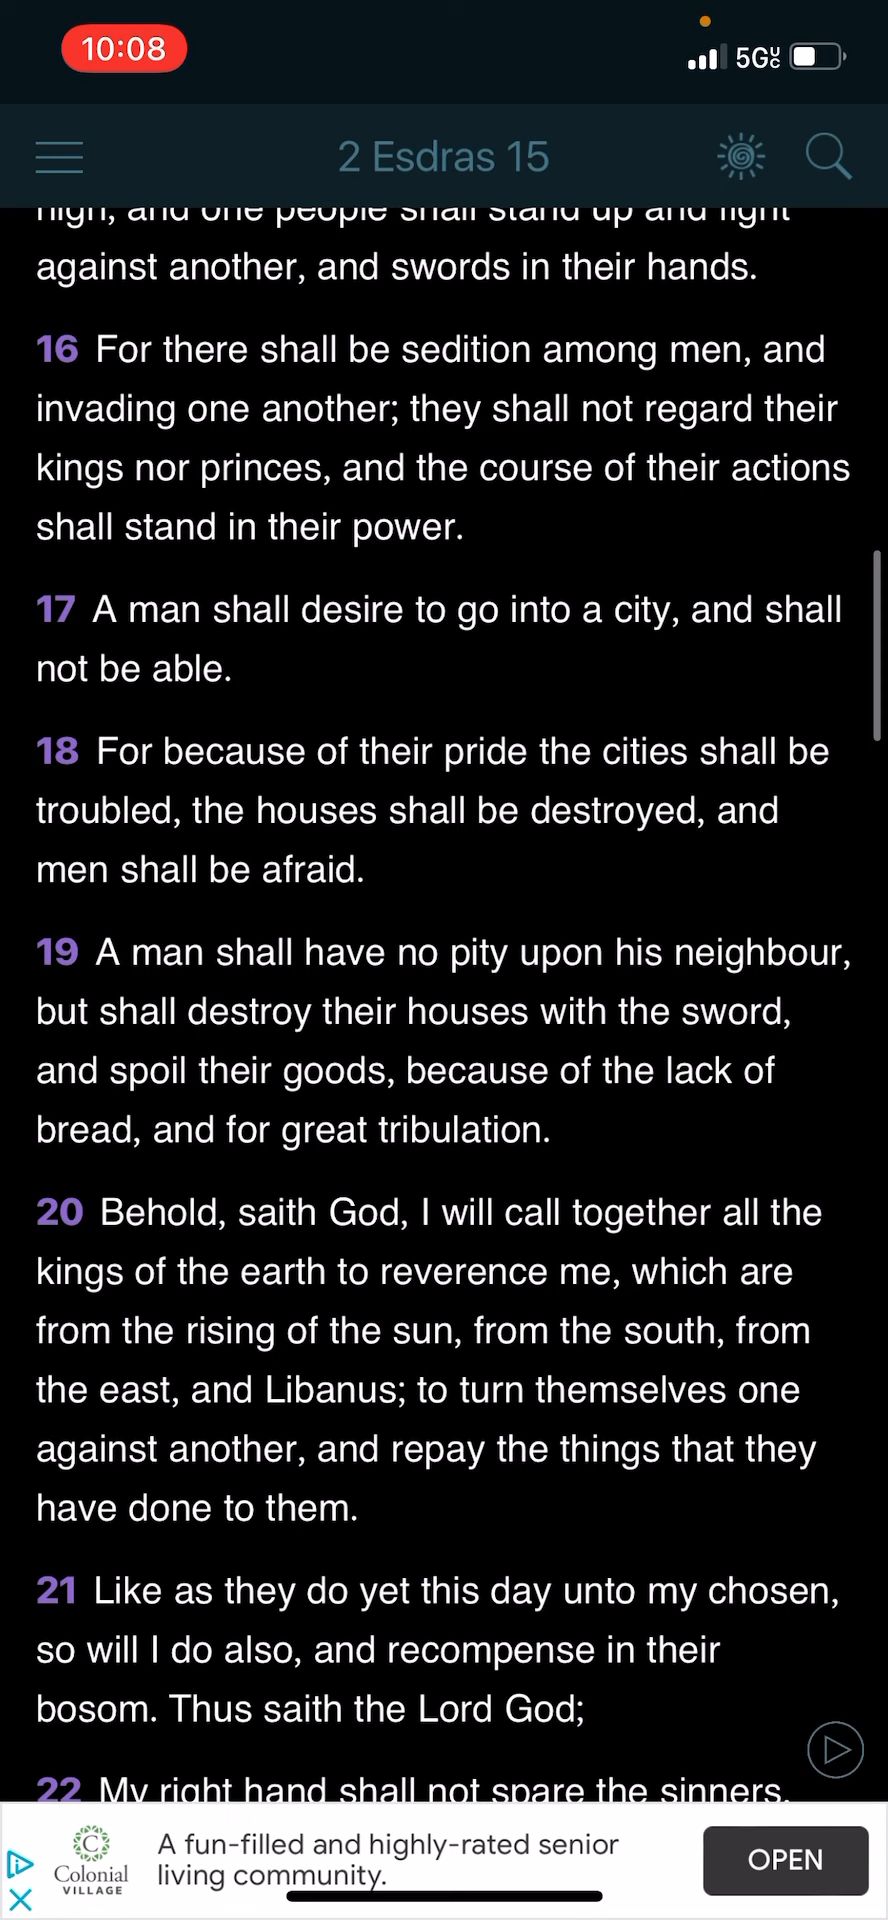 10:08
5G UC
2 Esdras 15
high, and one people shall stand up and fight
against another, and swords in their hands.
16 For there shall be sedition among men, and
invading one another; they shall not regard their
kings nor princes, and the course of their actions
shall stand in their power.
17 A man shall desire to go into a city, and shall
not be able.
18 For because of their pride the cities shall be
troubled, the houses shall be destroyed, and
men shall be afraid.
19 A man shall have no pity upon his neighbour,
but shall destroy their houses with the sword,
and spoil their goods, because of the lack of
bread, and for great tribulation.
20 Behold, saith God, I will call together all the
kings of the earth to reverence me, which are
from the rising of the sun, from the south, from
the east, and Libanus; to turn themselves one
against another, and repay the things that they
have done to them.
21 Like as they do yet this day unto my chosen,
so will I do also, and recompense in their
bosom. Thus saith the Lord God;
22 My right hand shall not spare the sinners,
C
Colonial
VILLAGE
A fun-filled and highly-rated senior
living community.
OPEN